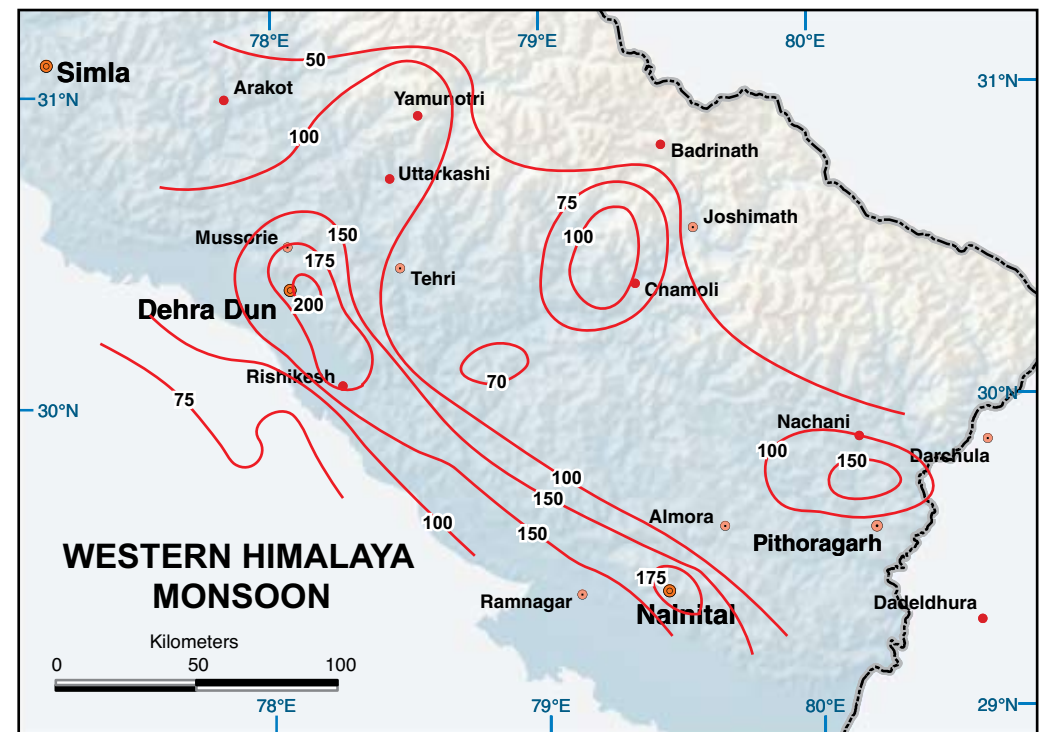 78°E
79°E
80°E
50
Simla
31°N
31°N
Arakot
Yamunotri
100
Badrinath
Uttarkashi
75
Joshimath
Mussorie
150
100
175
Tehri
Chamoli
Dehra Dun
200
Rishikesh
70
30°N
75
30°N
Nachani
100
Darchula
150
100
150
Almora
100
150
Pithoragarh
WESTERN HIMALAYA
MONSOON
175
Ramnagar
Nainital
Dadeldhura
Kilometers
0 50 100
78°E
79°E
80°E
29°N